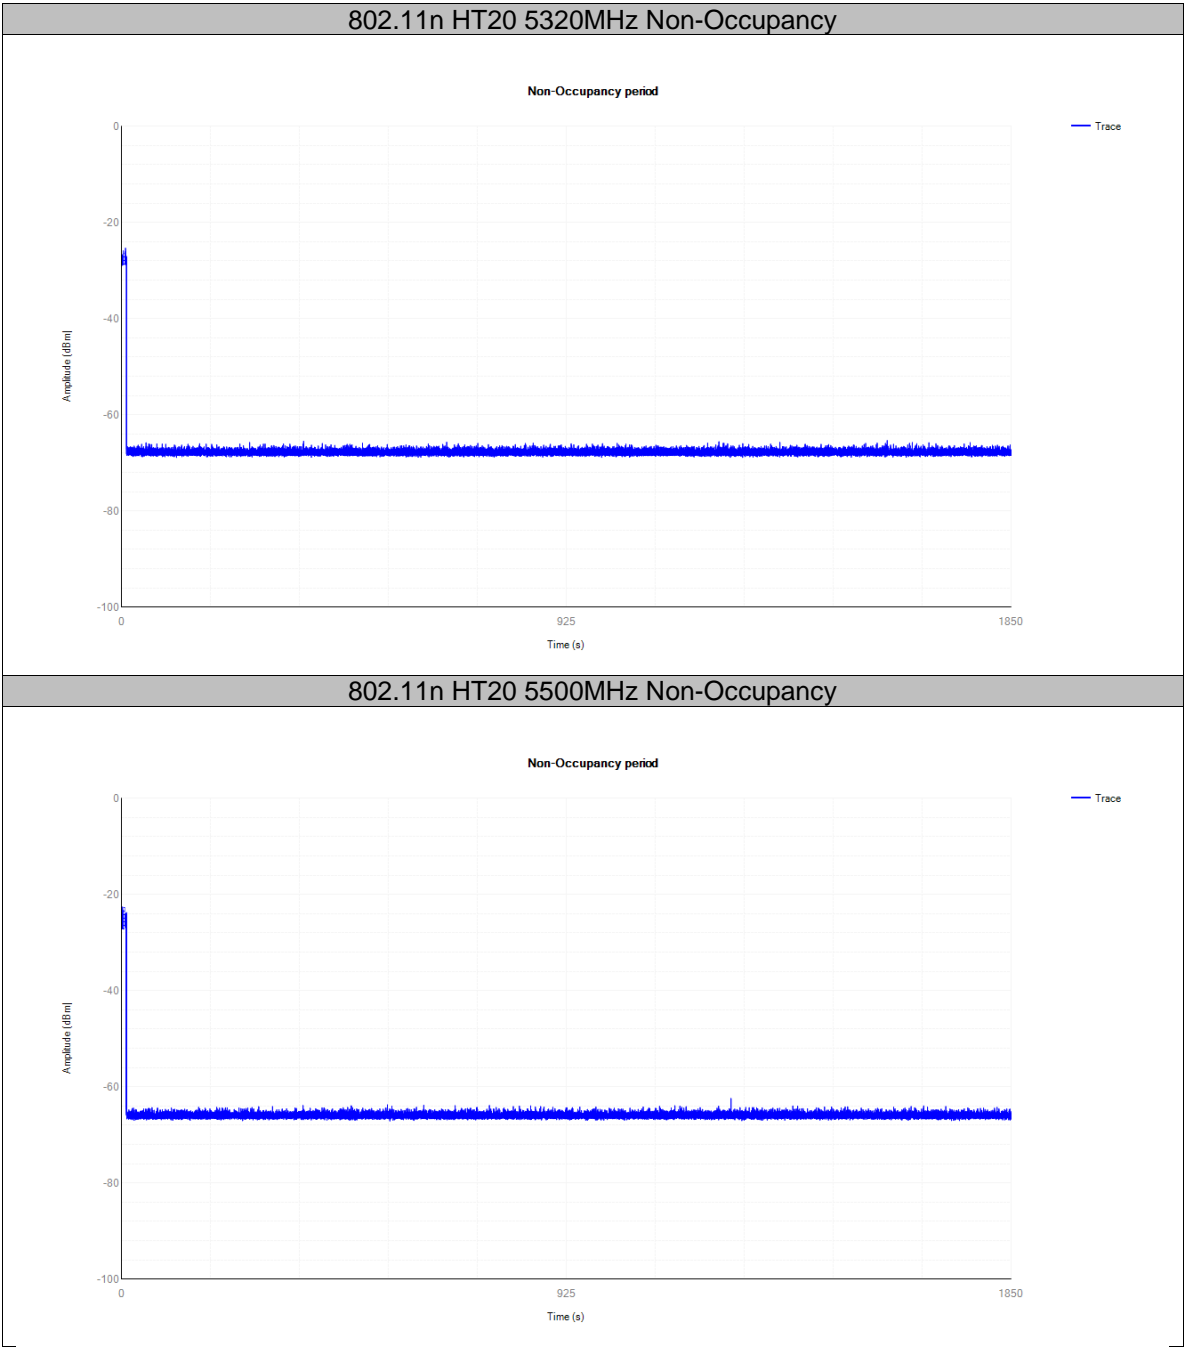 802.11n HT20 5320MHz Non-Occupancy
Non-Occupancy period
Trace
0
-20
-40
-60
-80
-100
Amplitude (dBm)
0 925 1850
Time (s)
802.11n HT20 5500MHz Non-Occupancy
Non-Occupancy period
Trace
0
-20
-40
-60
-80
-100
Amplitude (dBm)
0 925 1850
Time (s)